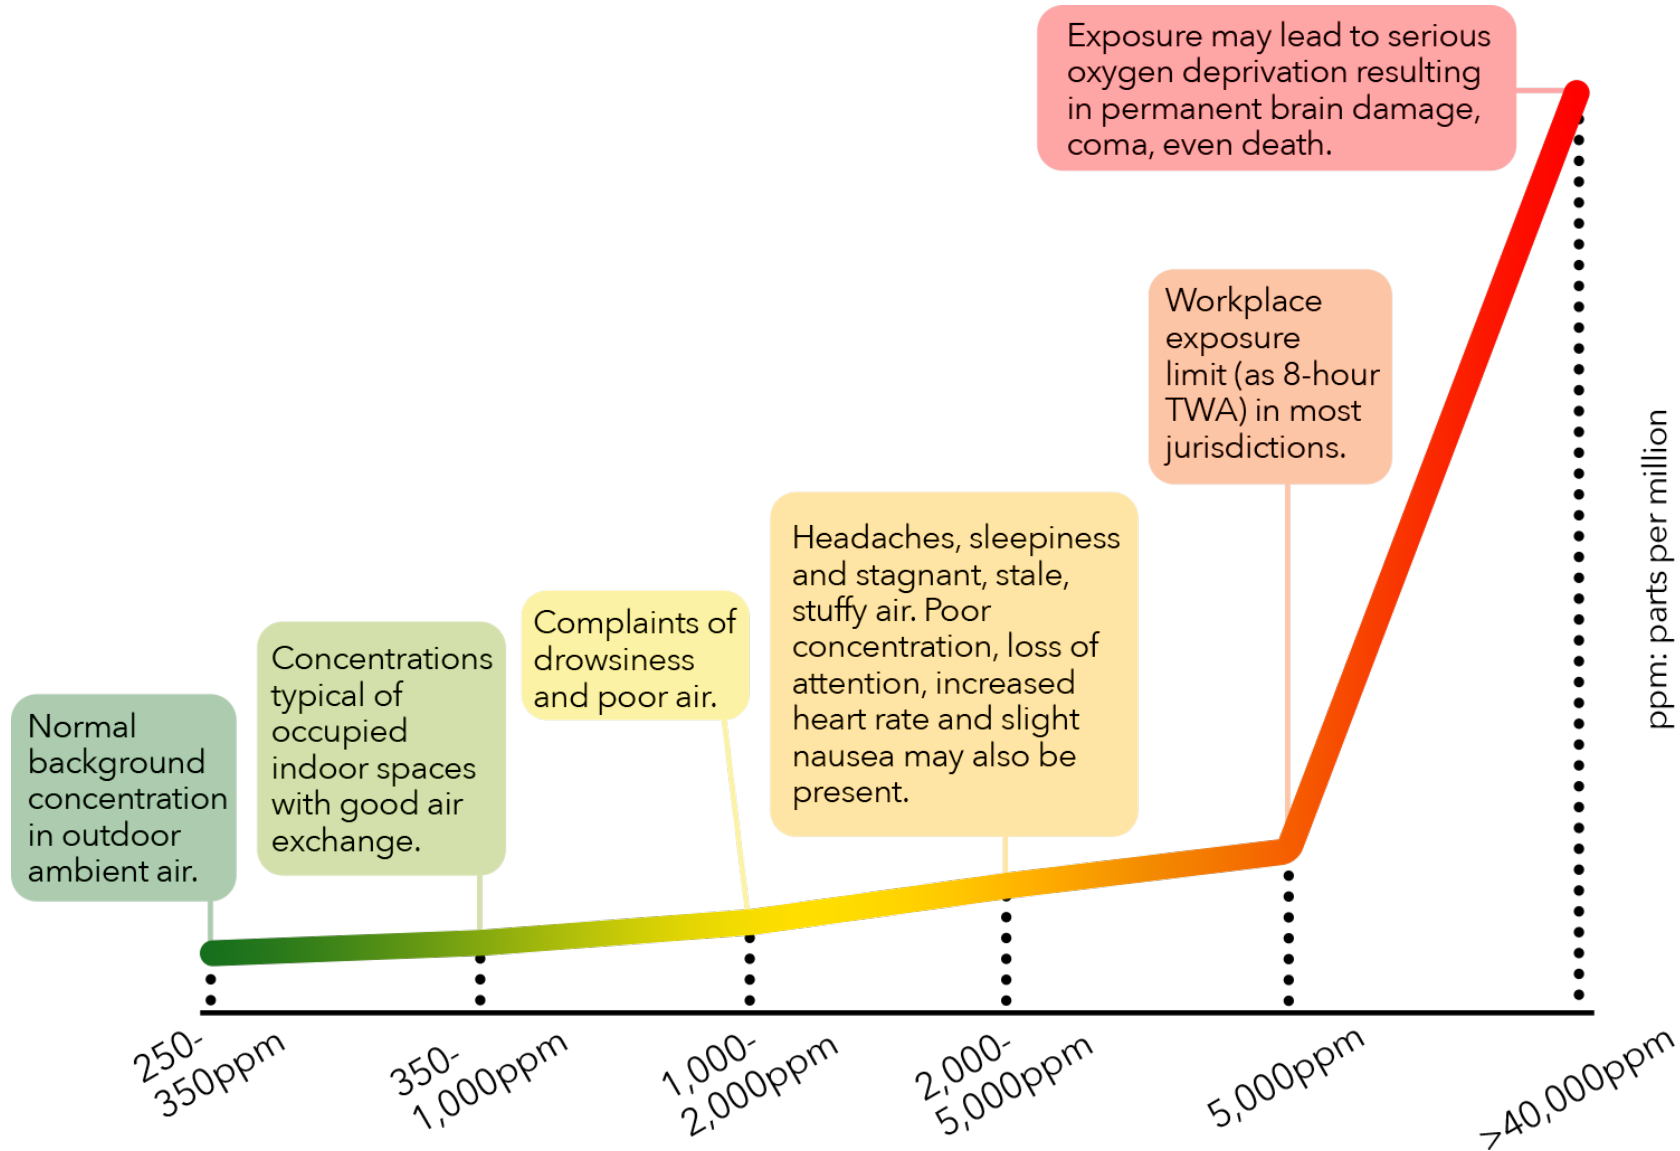 Exposure may lead to serious
oxygen deprivation resulting
in permanent brain damage,
coma, even death.
Workplace
exposure
limit (as 8-hour
TWA) in most
jurisdictions.
Headaches, sleepiness
and stagnant, stale,
stuffy air. Poor
concentration, loss of
attention, increased
heart rate and slight
nausea may also be
present.
Complaints of
drowsiness
and poor air.
Concentrations
typical of
occupied
indoor spaces
with good air
exchange.
Normal
background
concentration
in outdoor
ambient air.
ppm: parts per million
250-
350ppm
350-
1,000ppm
1,000-
2,000ppm
2,000-
5,000ppm
5,000ppm
>40,000ppm